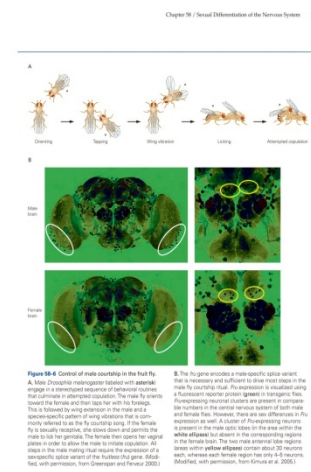 Chapter 58 / Sexual Differentiation of the Nervous System
A
Orienting
Tapping
Wing vibration
Licking
Attempted copulation
B
Male
brain
Female
brain
Figure 58–6 Control of male courtship in the fruit fly.
A. Male Drosophila melanogaster (labeled with asterisk)
engage in a stereotyped sequence of behavioral routines
that culminate in attempted copulation. The male fly orients
toward the female and then taps her with his forelegs.
This is followed by wing extension in the male and a
species-specific pattern of wing vibrations that is com-
monly referred to as the fly courtship song. If the female
fly is sexually receptive, she slows down and permits the
male to lick her genitalia. The female then opens her vaginal
plates in order to allow the male to initiate copulation. All
steps in the male mating ritual require the expression of a
sex-specific splice variant of the fruitless (fru) gene. (Modi-
fied, with permission, from Greenspan and Ferveur 2000.)
B. The fru gene encodes a male-specific splice variant
that is necessary and sufficient to drive most steps in the
male fly courtship ritual. Fru expression is visualized using
a fluorescent reporter protein (green) in transgenic flies.
Fru-expressing neuronal clusters are present in compara-
ble numbers in the central nervous system of both male
and female flies. However, there are sex differences in Fru
expression as well. A cluster of Fru-expressing neurons
is present in the male optic lobes (in the area within the
white ellipses) but absent in the corresponding regions
in the female brain. The two male antennal lobe regions
(areas within yellow ellipses) contain about 30 neurons
each, whereas each female region has only 4–5 neurons.
(Modified, with permission, from Kimura et al. 2005.)